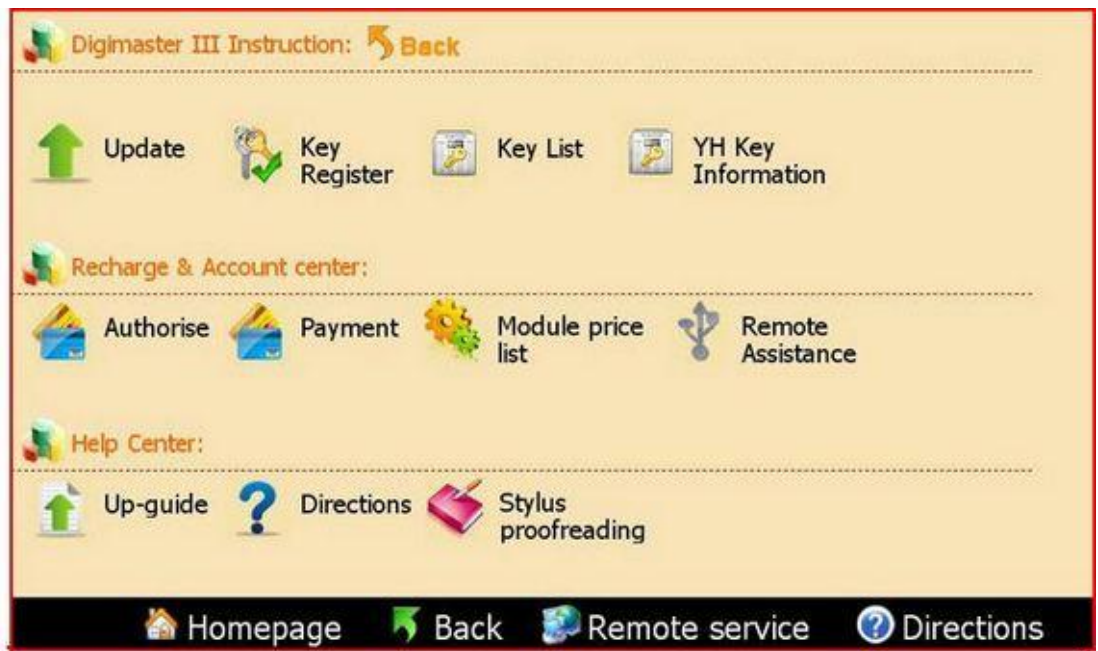 Digimaster III Instruction: Back
Update Key Register Key List YH Key Information
Recharge & Account center:
Authorise Payment Module price list Remote Assistance
Help Center:
Up-guide Directions Stylus proofreading
Homepage Back Remote service Directions